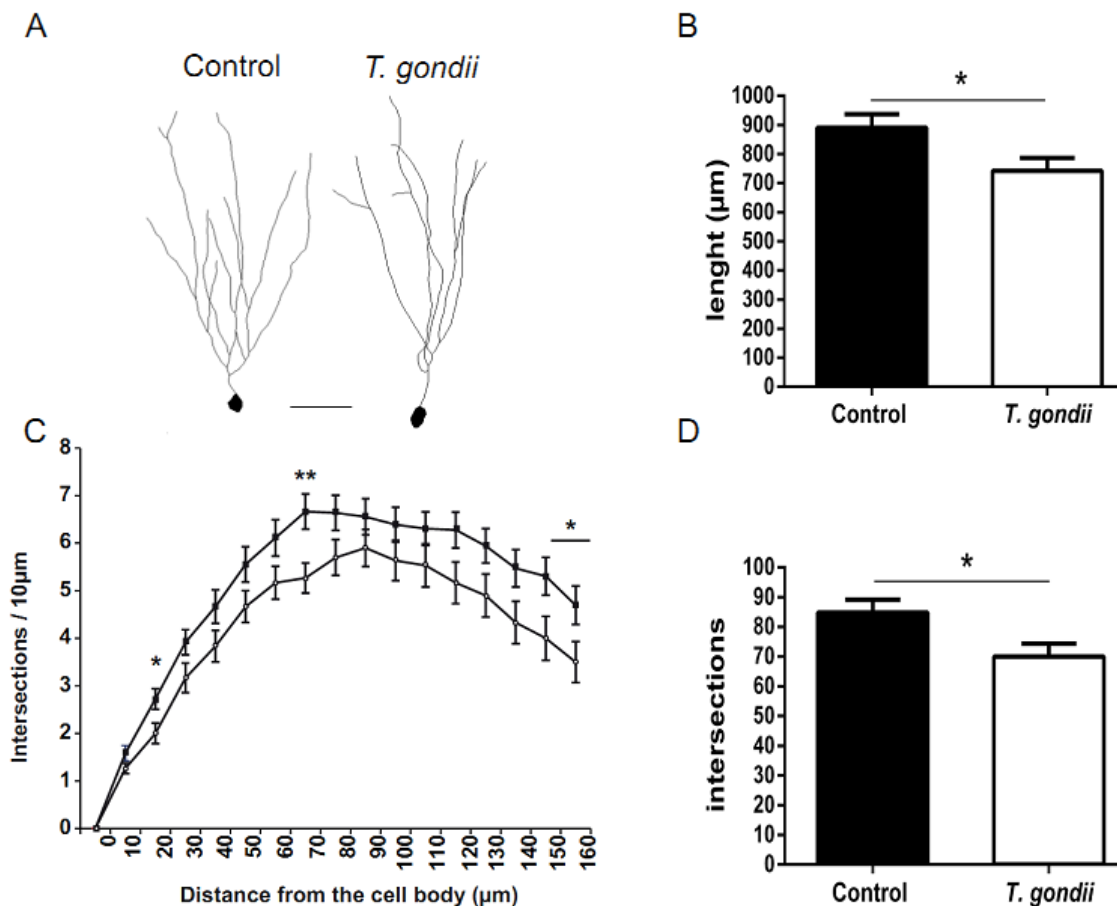 A
Control
T. gondii
B
*
1000
900
800
700
600
500
400
300
200
100
0
lenght (µm)
Control
T. gondii
C
8
7
6
5
4
3
2
1
0
Intersections / 10µm
*
**
*
0 10 20 30 40 50 60 70 80 90 100 110 120 130 140 150 160
Distance from the cell body (µm)
D
*
100
90
80
70
60
50
40
30
20
10
0
intersections
Control
T. gondii